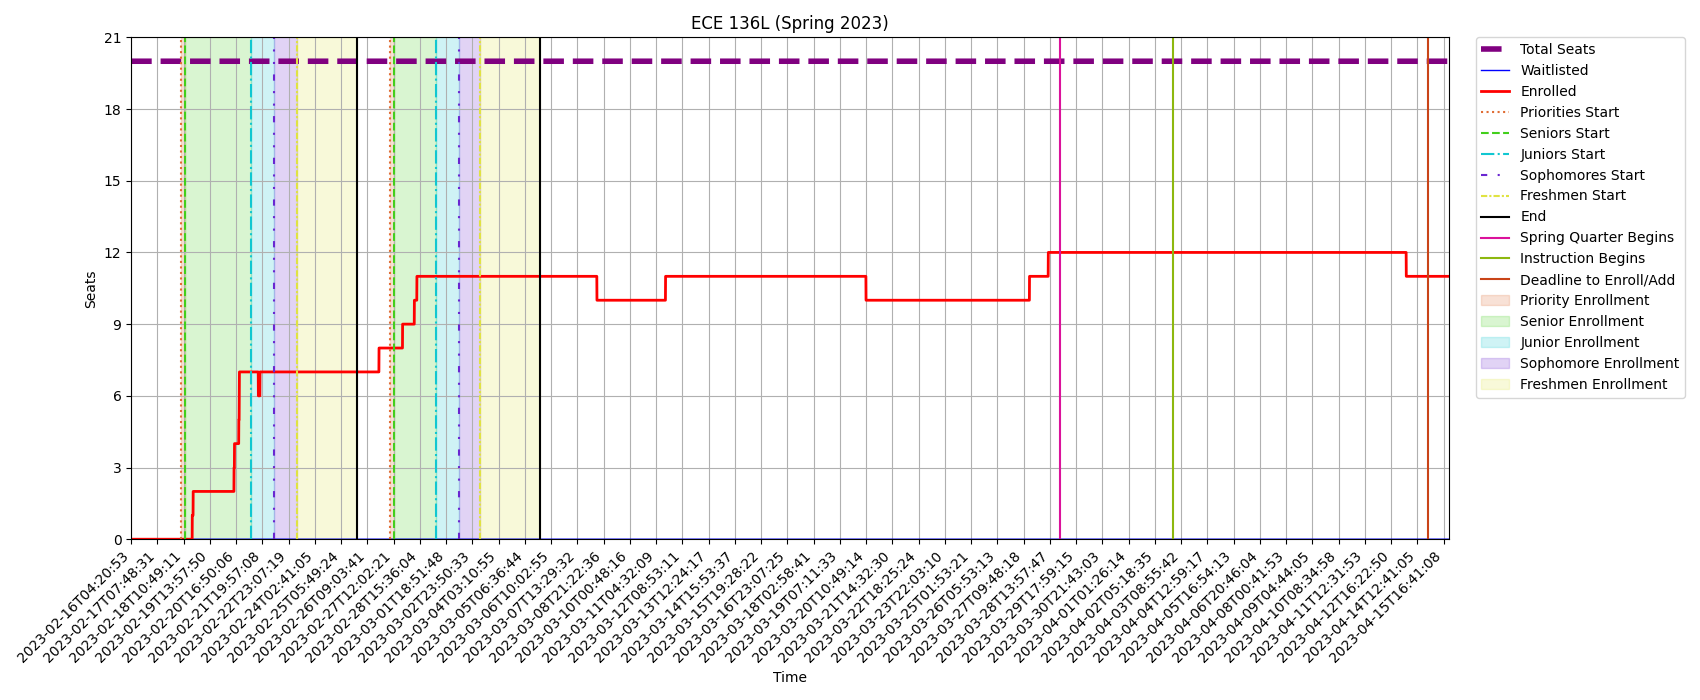 ECE 136L (Spring 2023)
21
18
15
12
9
6
3
0
Seats
2023-02-16T04:20:53
2023-02-17T07:48:31
2023-02-18T10:49:11
2023-02-19T13:57:50
2023-02-20T16:50:06
2023-02-21T19:57:08
2023-02-22T23:07:19
2023-02-24T02:41:05
2023-02-25T05:49:24
2023-02-26T09:03:41
2023-02-27T12:02:21
2023-02-28T15:36:04
2023-03-01T18:51:48
2023-03-02T23:50:33
2023-03-04T03:10:55
2023-03-05T06:36:44
2023-03-06T10:02:55
2023-03-07T13:29:32
2023-03-08T21:22:36
2023-03-10T00:48:16
2023-03-11T04:32:09
2023-03-12T08:53:11
2023-03-13T12:24:17
2023-03-14T15:53:37
2023-03-15T19:28:22
2023-03-16T23:07:25
2023-03-18T02:58:41
2023-03-19T07:11:33
2023-03-20T10:49:14
2023-03-21T14:32:30
2023-03-22T18:25:24
2023-03-23T22:03:10
2023-03-25T01:53:21
2023-03-26T05:53:13
2023-03-27T09:48:18
2023-03-28T13:57:47
2023-03-29T17:59:15
2023-03-30T21:43:03
2023-04-01T01:26:14
2023-04-02T05:18:35
2023-04-03T08:55:42
2023-04-04T12:59:17
2023-04-05T16:54:13
2023-04-06T20:46:04
2023-04-08T00:41:53
2023-04-09T04:44:05
2023-04-10T08:34:58
2023-04-11T12:31:53
2023-04-12T16:22:50
2023-04-14T12:41:05
2023-04-15T16:41:08
Time
Total Seats
Waitlisted
Enrolled
Priorities Start
Seniors Start
Juniors Start
Sophomores Start
Freshmen Start
End
Spring Quarter Begins
Instruction Begins
Deadline to Enroll/Add
Priority Enrollment
Senior Enrollment
Junior Enrollment
Sophomore Enrollment
Freshmen Enrollment